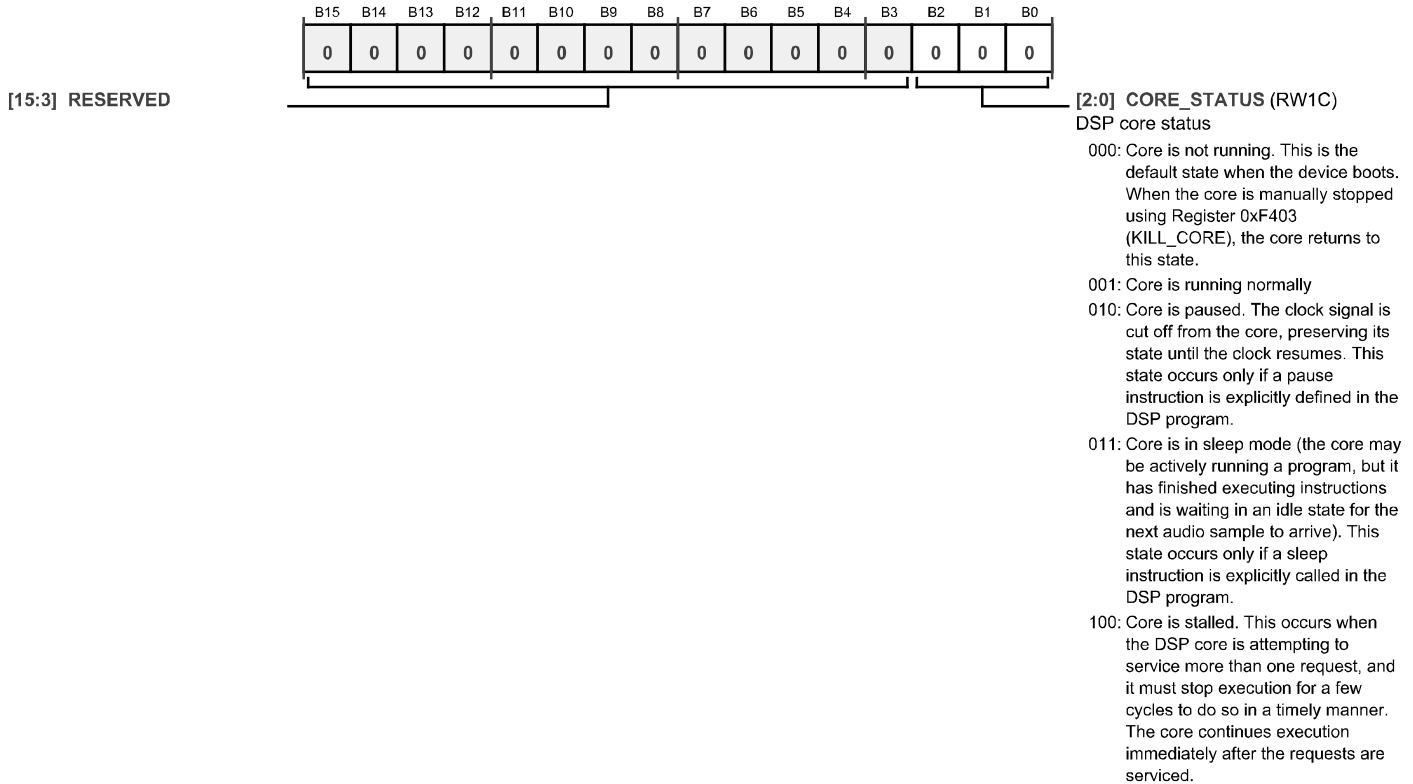 B15 B14 B13 B12 B11 B10 B9 B8 B7 B6 B5 B4 B3 B2 B1 B0
0 0 0 0 0 0 0 0 0 0 0 0 0 0 0 0
[15:3] RESERVED
[2:0] CORE_STATUS (RW1C)
DSP core status
000: Core is not running. This is the
default state when the device boots.
When the core is manually stopped
using Register 0xF403
(KILL_CORE), the core returns to
this state.
001: Core is running normally
010: Core is paused. The clock signal is
cut off from the core, preserving its
state until the clock resumes. This
state occurs only if a pause
instruction is explicitly defined in the
DSP program.
011: Core is in sleep mode (the core may
be actively running a program, but it
has finished executing instructions
and is waiting in an idle state for the
next audio sample to arrive). This
state occurs only if a sleep
instruction is explicitly called in the
DSP program.
100: Core is stalled. This occurs when
the DSP core is attempting to
service more than one request, and
it must stop execution for a few
cycles to do so in a timely manner.
The core continues execution
immediately after the requests are
serviced.